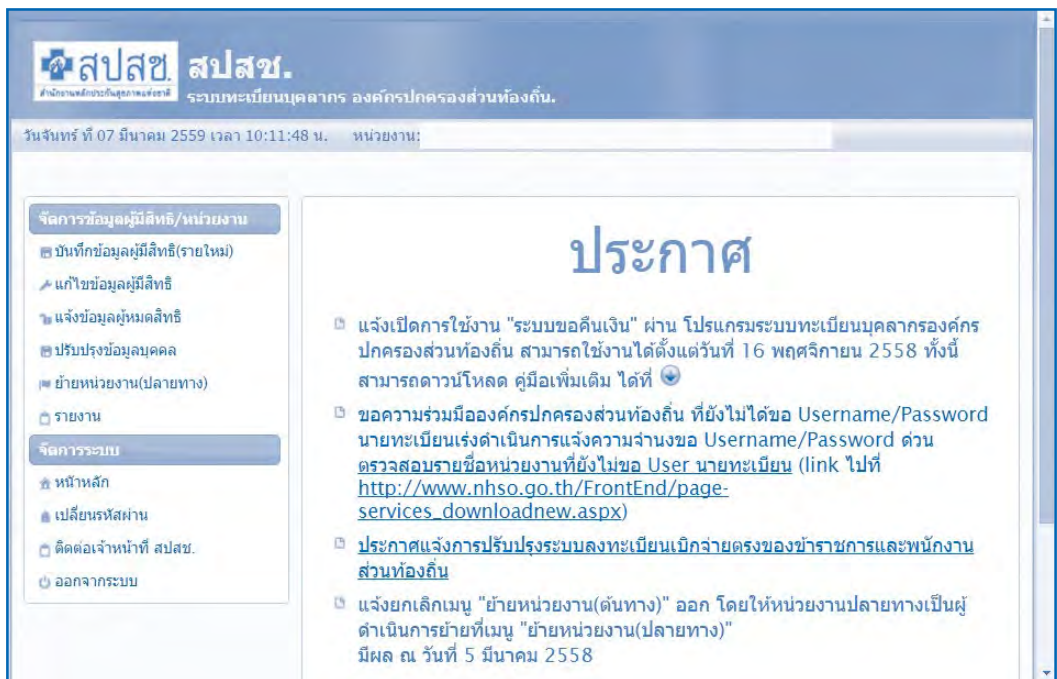 สปสช.
สำนักงานหลักประกันสุขภาพแห่งชาติ
สปสช.
ระบบทะเบียนบุคลากร องค์กรปกครองส่วนท้องถิ่น.
วันจันทร์ ที่ 07 มีนาคม 2559 เวลา 10:11:48 น. หน่วยงาน:
จัดการข้อมูลผู้มีสิทธิ/หน่วยงาน
บันทึกข้อมูลผู้มีสิทธิ(รายใหม่)
แก้ไขข้อมูลผู้มีสิทธิ
แจ้งข้อมูลผู้หมดสิทธิ
ปรับปรุงข้อมูลบุคคล
ย้ายหน่วยงาน(ปลายทาง)
รายงาน
จัดการระบบ
หน้าหลัก
เปลี่ยนรหัสผ่าน
ติดต่อเจ้าหน้าที่ สปสช.
ออกจากระบบ
ประกาศ
แจ้งเปิดการใช้งาน "ระบบขอคืนเงิน" ผ่าน โปรแกรมระบบทะเบียนบุคลากรองค์กร
ปกครองส่วนท้องถิ่น สามารถใช้งานได้ตั้งแต่วันที่ 16 พฤศจิกายน 2558 ทั้งนี้
สามารถดาวน์โหลด คู่มือเพิ่มเติม ได้ที่
ขอความร่วมมือองค์กรปกครองส่วนท้องถิ่น ที่ยังไม่ได้ขอ Username/Password
นายทะเบียนเร่งดำเนินการแจ้งความจำนงขอ Username/Password ด่วน
ตรวจสอบรายชื่อหน่วยงานที่ยังไม่ขอ User นายทะเบียน (link ไปที่
http://www.nhso.go.th/FrontEnd/page-
services_downloadnew.aspx)
ประกาศแจ้งการปรับปรุงระบบลงทะเบียนเบิกจ่ายตรงของข้าราชการและพนักงาน
ส่วนท้องถิ่น
แจ้งยกเลิกเมนู "ย้ายหน่วยงาน(ต้นทาง)" ออก โดยให้หน่วยงานปลายทางเป็นผู้
ดำเนินการย้ายที่เมนู "ย้ายหน่วยงาน(ปลายทาง)"
มีผล ณ วันที่ 5 มีนาคม 2558